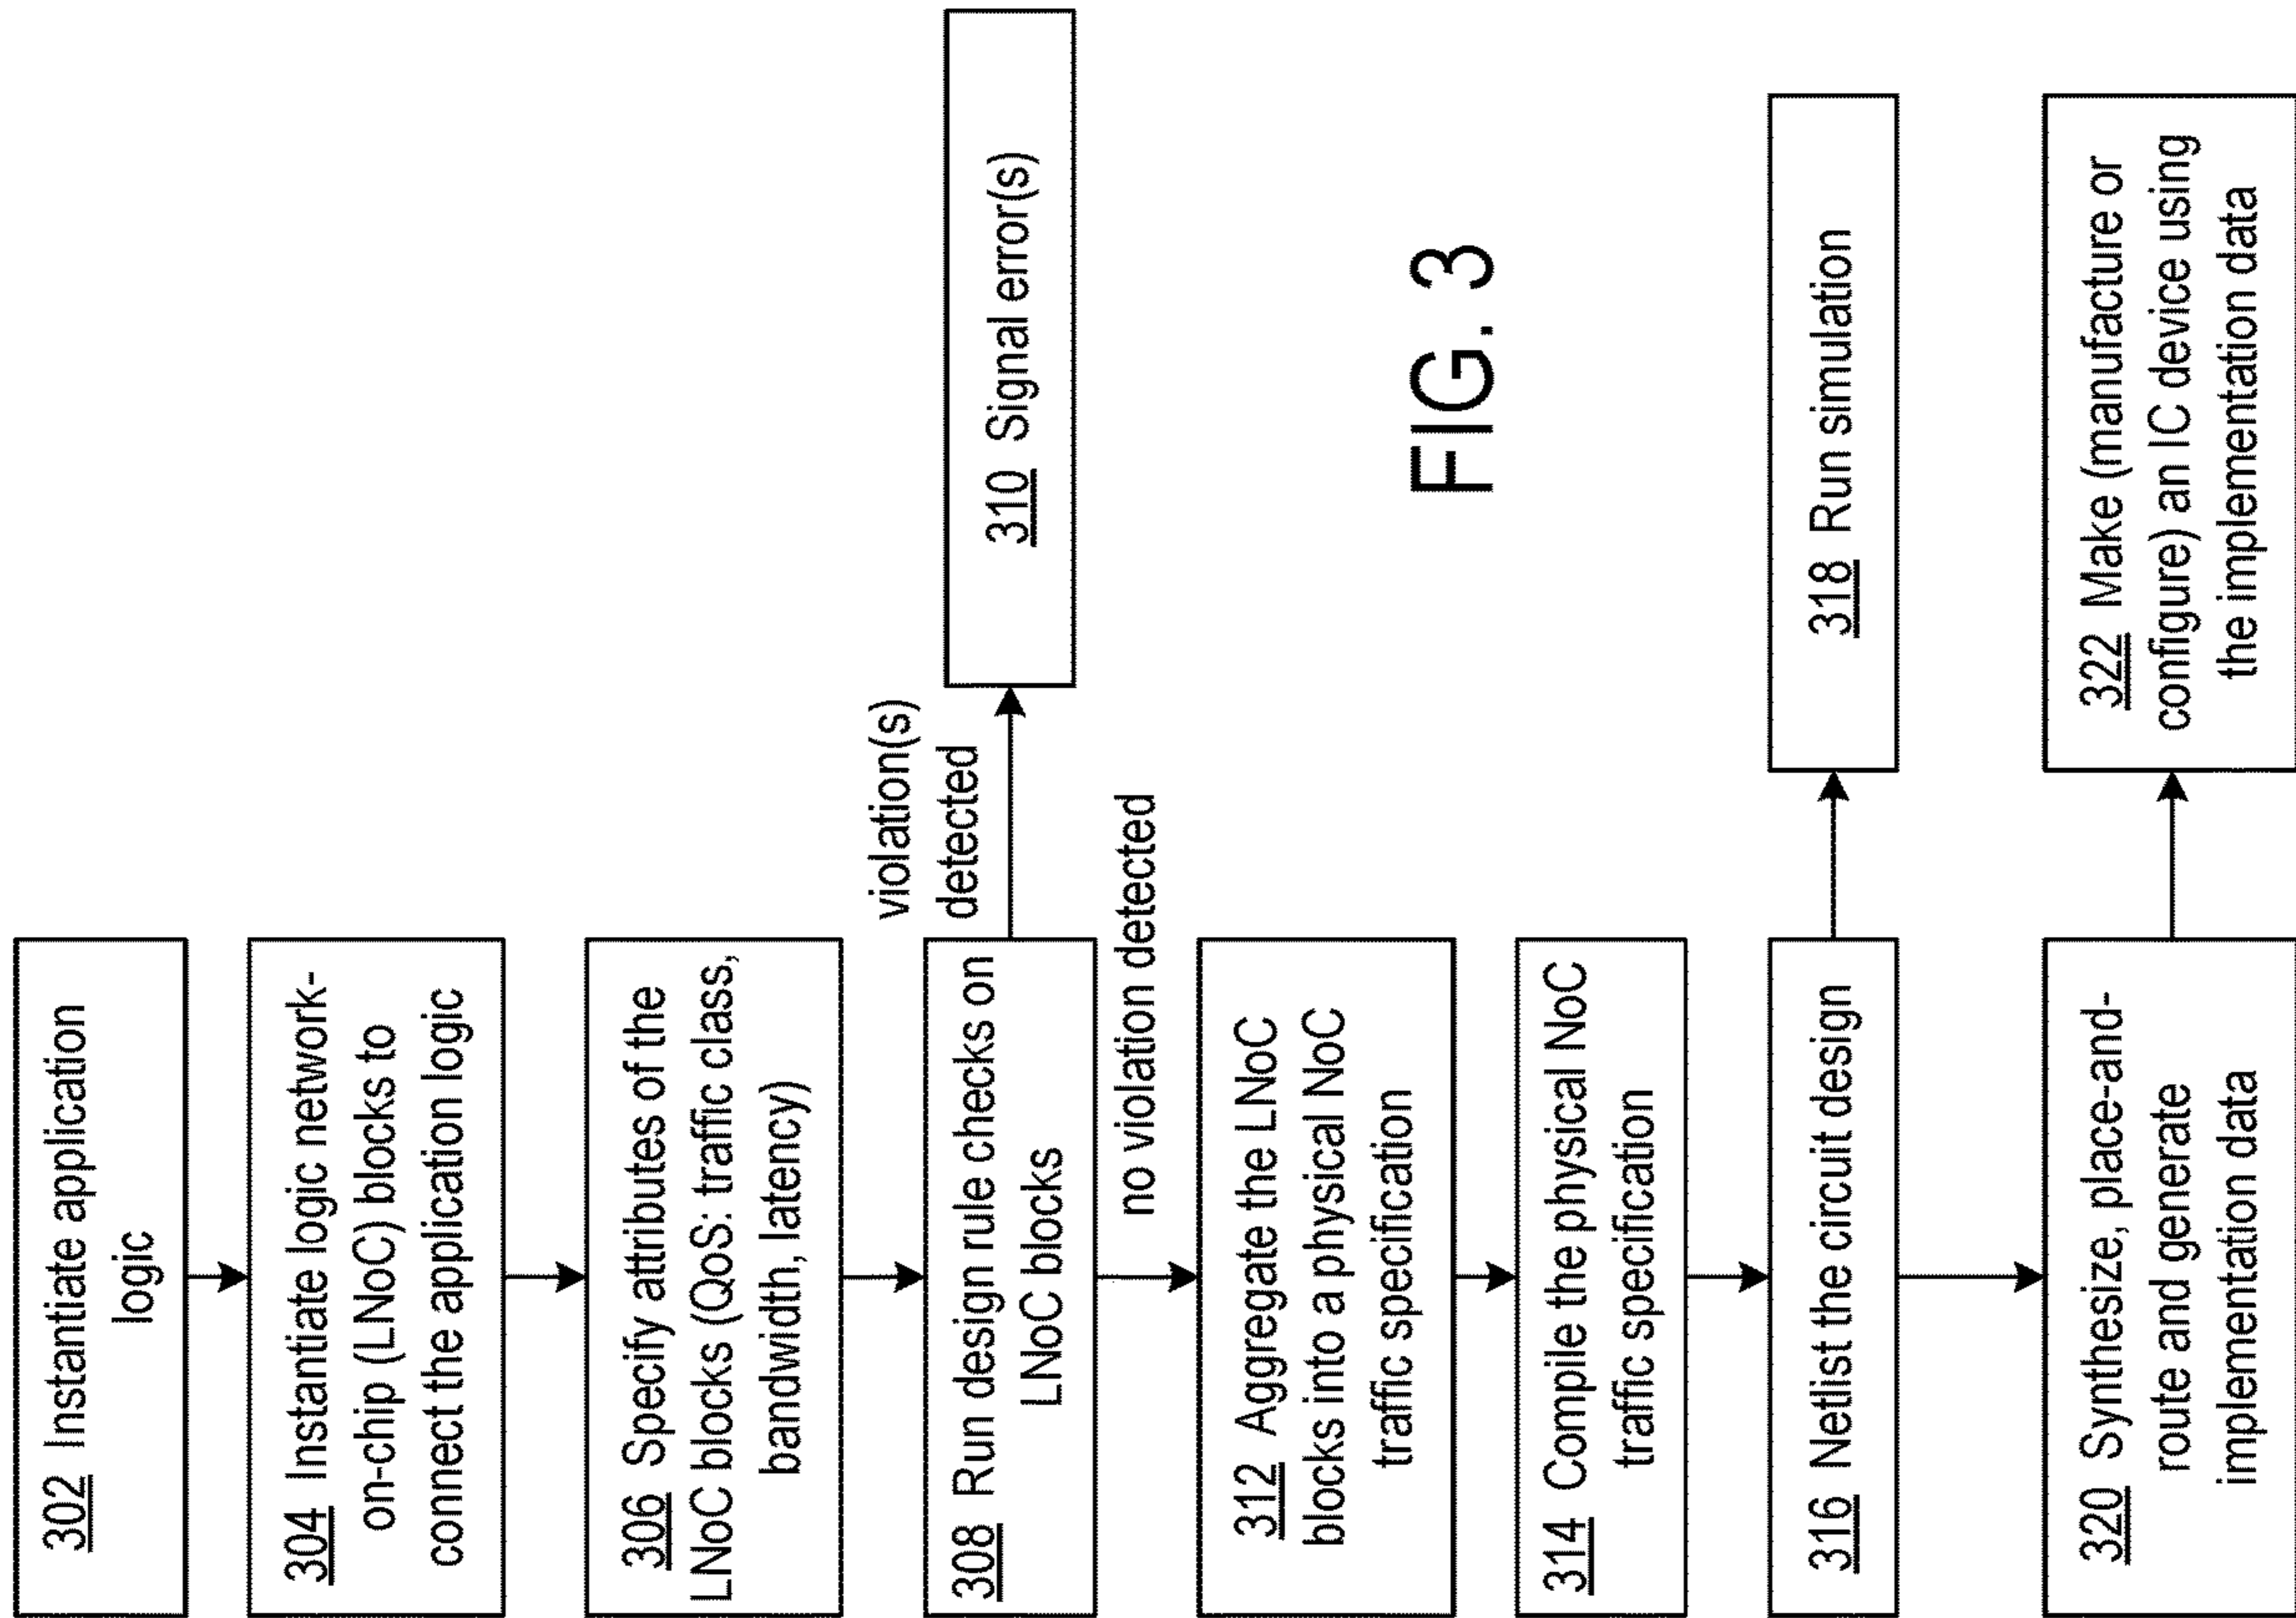 302 Instantiate application
logic
304 Instantiate logic network-
on-chip (LNoC) blocks to
connect the application logic
306 Specify attributes of the
LNoC blocks (QoS: traffic class,
bandwidth, latency)
308 Run design rule checks on
LNoC blocks
violation(s)
detected
310 Signal error(s)
no violation detected
312 Aggregate the LNoC
blocks into a physical NoC
traffic specification
314 Compile the physical NoC
traffic specification
316 Netlist the circuit design
318 Run simulation
320 Synthesize, place-and-
route and generate
implementation data
322 Make (manufacture or
configure) an IC device using
the implementation data
FIG. 3